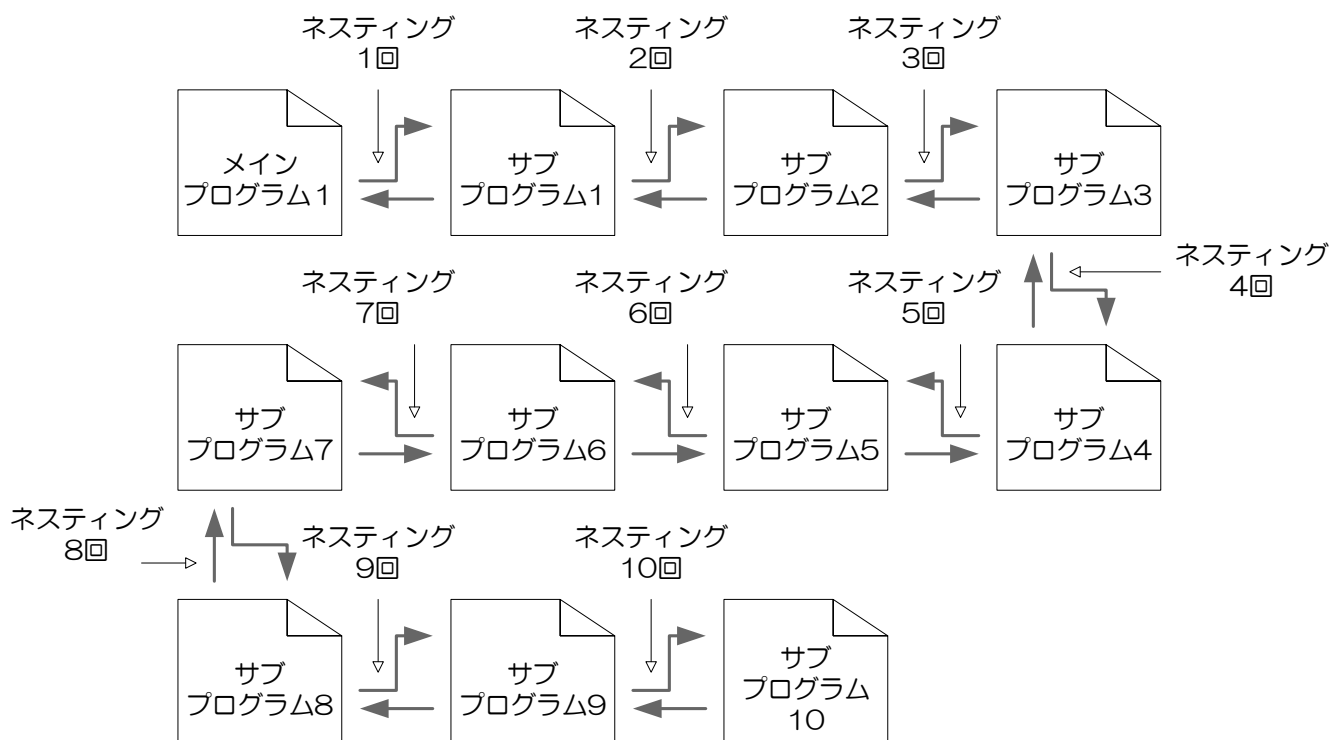 ネスティング
1回
ネスティング
2回
ネスティング
3回
メイン
プログラム1
サブ
プログラム1
サブ
プログラム2
サブ
プログラム3
ネスティング
4回
ネスティング
7回
ネスティング
6回
ネスティング
5回
サブ
プログラム7
サブ
プログラム6
サブ
プログラム5
サブ
プログラム4
ネスティング
8回
ネスティング
9回
ネスティング
10回
サブ
プログラム8
サブ
プログラム9
サブ
プログラム
10